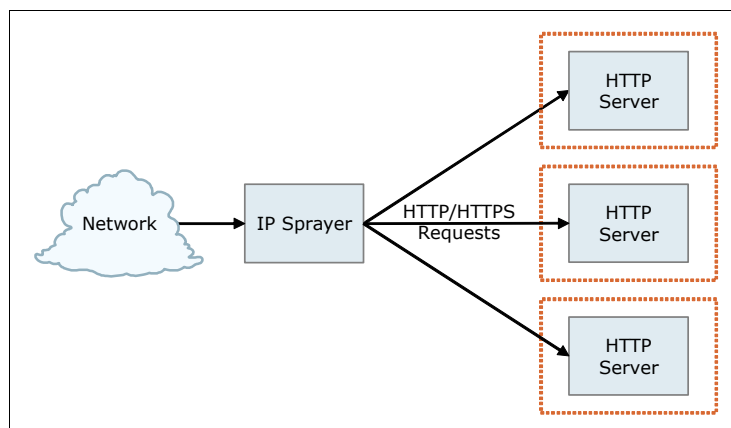 HTTP
Server
Network
IP Sprayer
HTTP/HTTPS
Requests
HTTP
Server
HTTP
Server